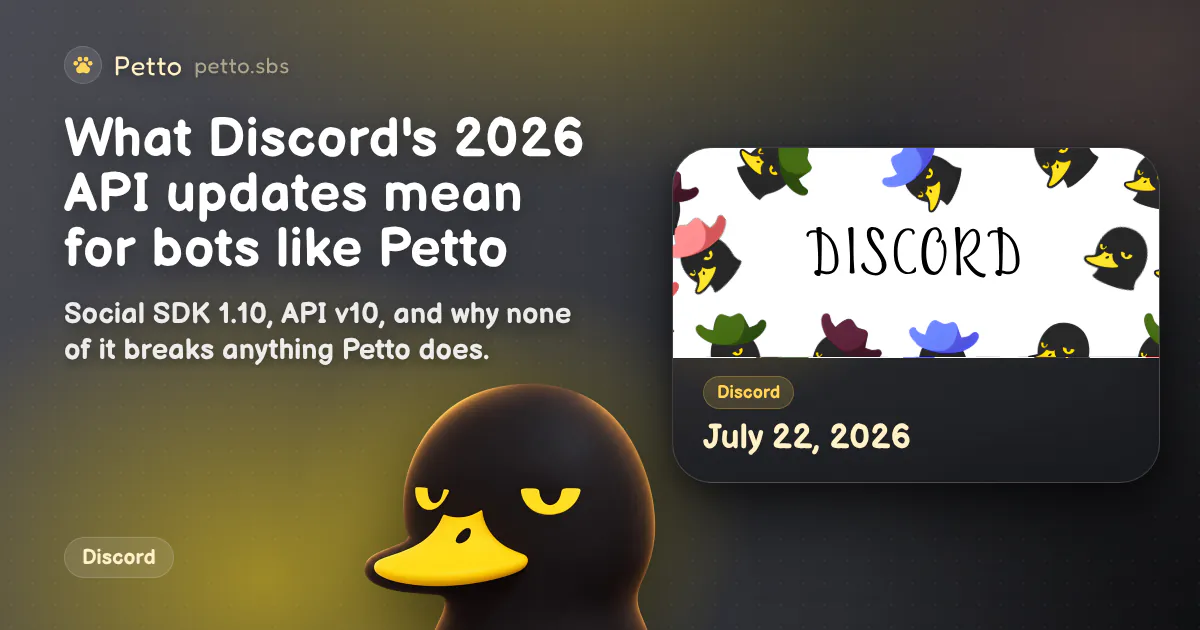 Petto petto.sbs
What Discord's 2026
API updates mean
for bots like Petto
Social SDK 1.10, API v10, and why none
of it breaks anything Petto does.
Discord
DISCORD
Discord
July 22, 2026